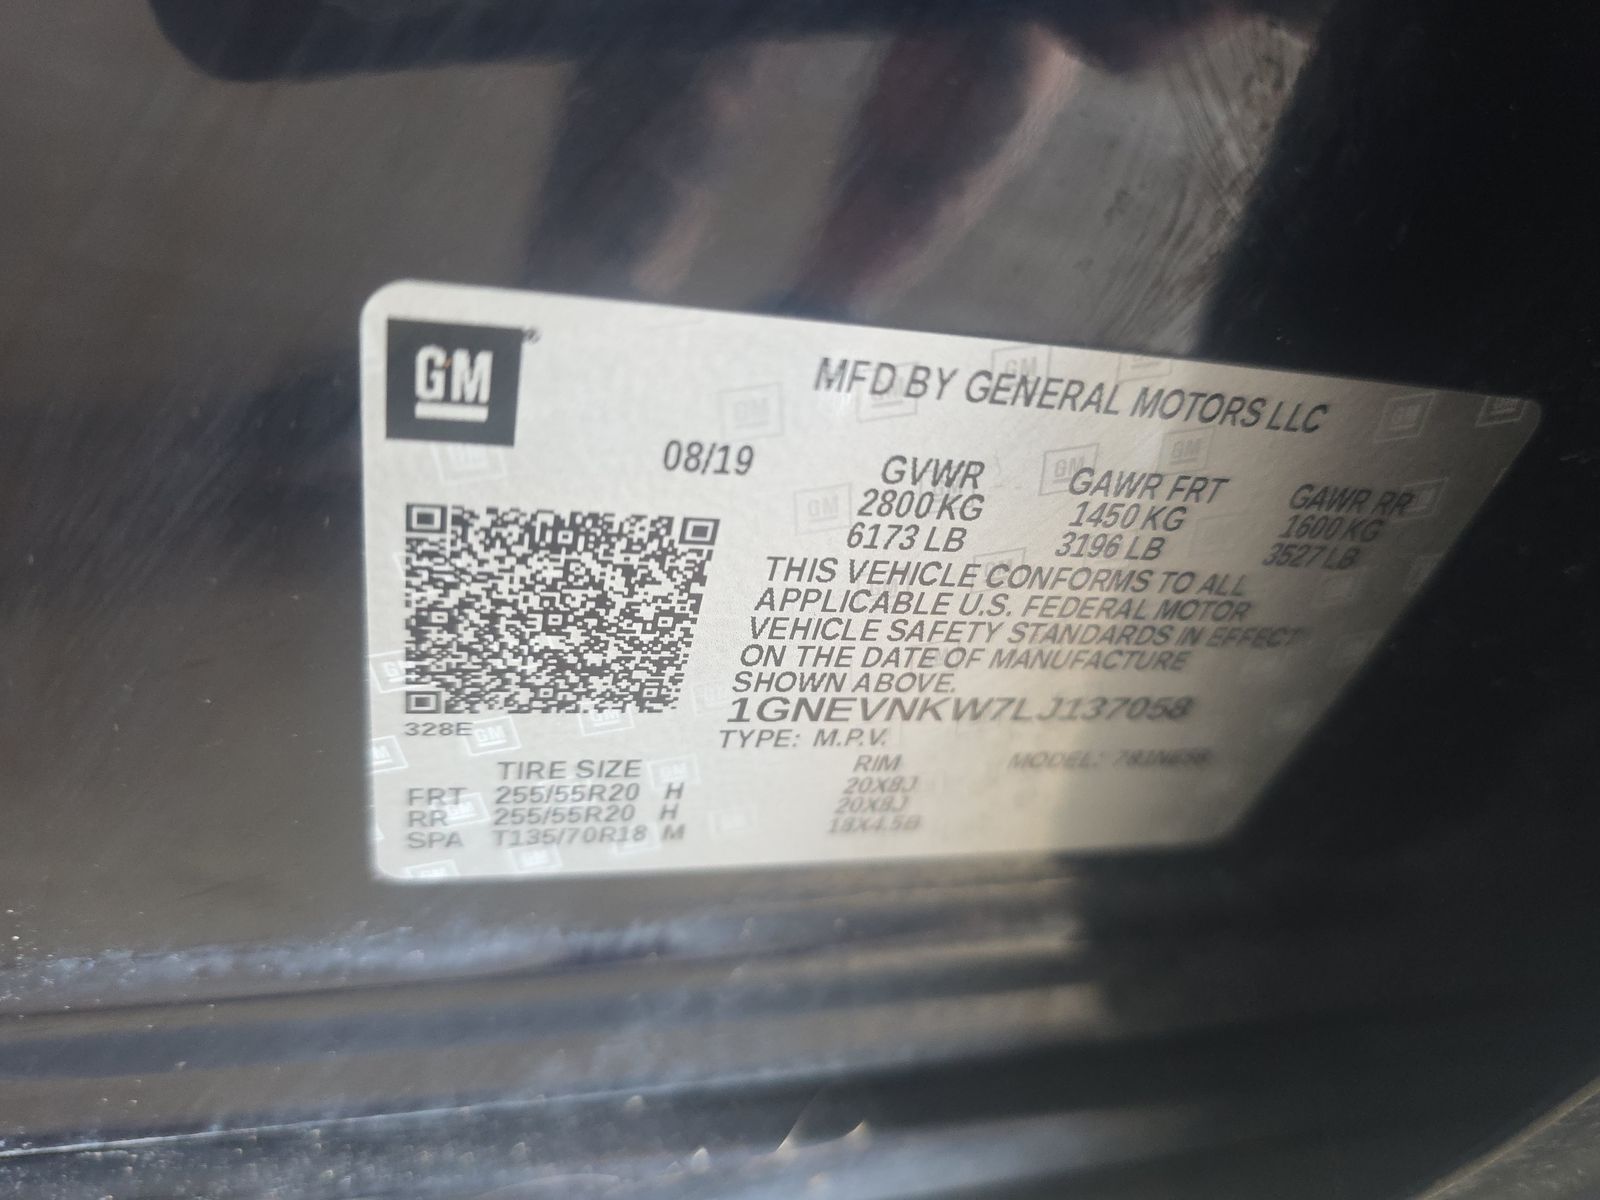 GM
MFD BY GENERAL MOTORS LLC
08/19
GVWR GAWR FRT GAWR RR
2800 KG 1450 KG 1600 KG
6173 LB 3196 LB 3527 LB
THIS VEHICLE CONFORMS TO ALL
APPLICABLE U.S. FEDERAL MOTOR
VEHICLE SAFETY STANDARDS IN EFFECT
ON THE DATE OF MANUFACTURE
SHOWN ABOVE.
1GNEVNKW7LJ137058
328E
TYPE: M.P.V.
TIRE SIZE RIM MODEL:
FRT 255/55R20 H 20X8J
RR 255/55R20 H 20X8J
SPA T135/70R18 M 18X4.5B